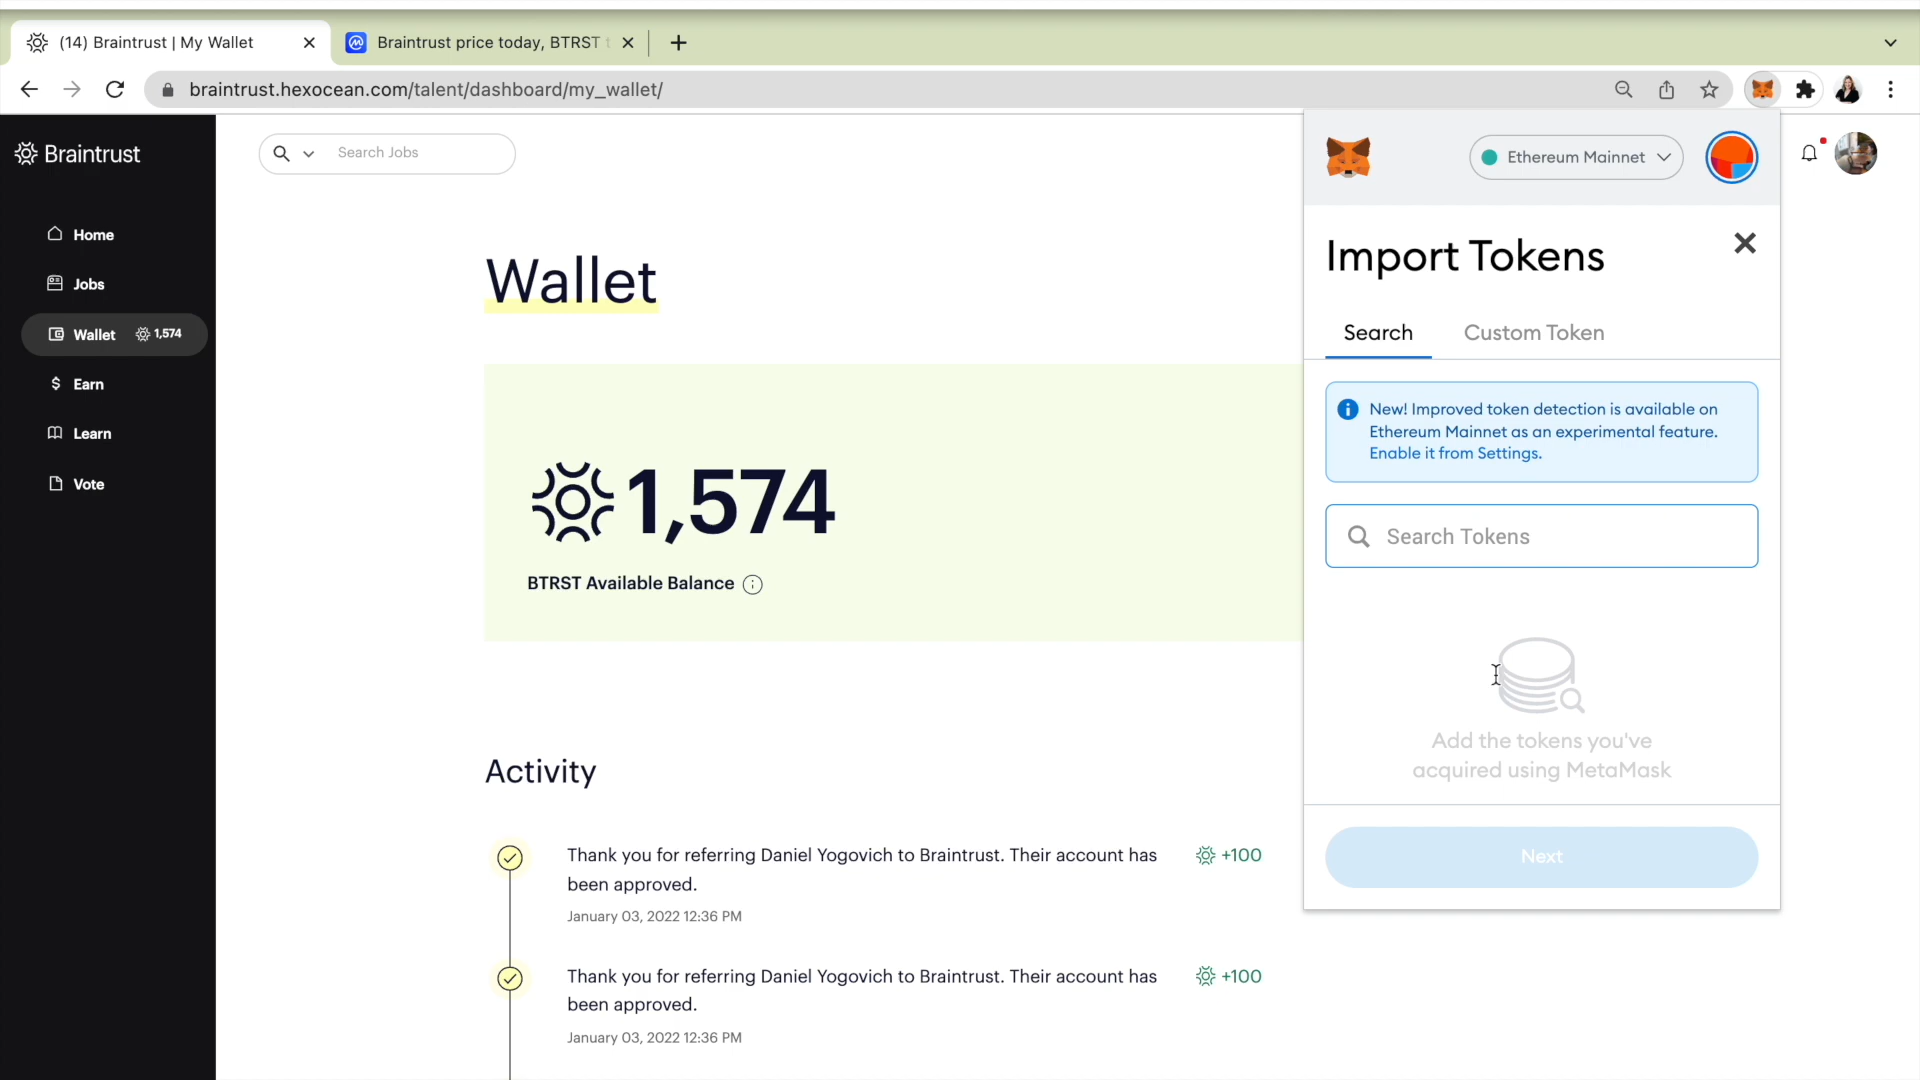 (14) Braintrust | My Wallet
Braintrust price today, BTRST
braintrust.hexocean.com/talent/dashboard/my_wallet/
Braintrust
Search Jobs
Home
Jobs
Wallet 1,574
Earn
Learn
Vote
Wallet
1,574
BTRST Available Balance
Activity
Thank you for referring Daniel Yogovich to Braintrust. Their account has +100
been approved.
January 03, 2022 12:36 PM
Thank you for referring Daniel Yogovich to Braintrust. Their account has +100
been approved.
January 03, 2022 12:36 PM
Ethereum Mainnet
Import Tokens
Search Custom Token
New! Improved token detection is available on
Ethereum Mainnet as an experimental feature.
Enable it from Settings.
Search Tokens
Add the tokens you've
acquired using MetaMask
Next